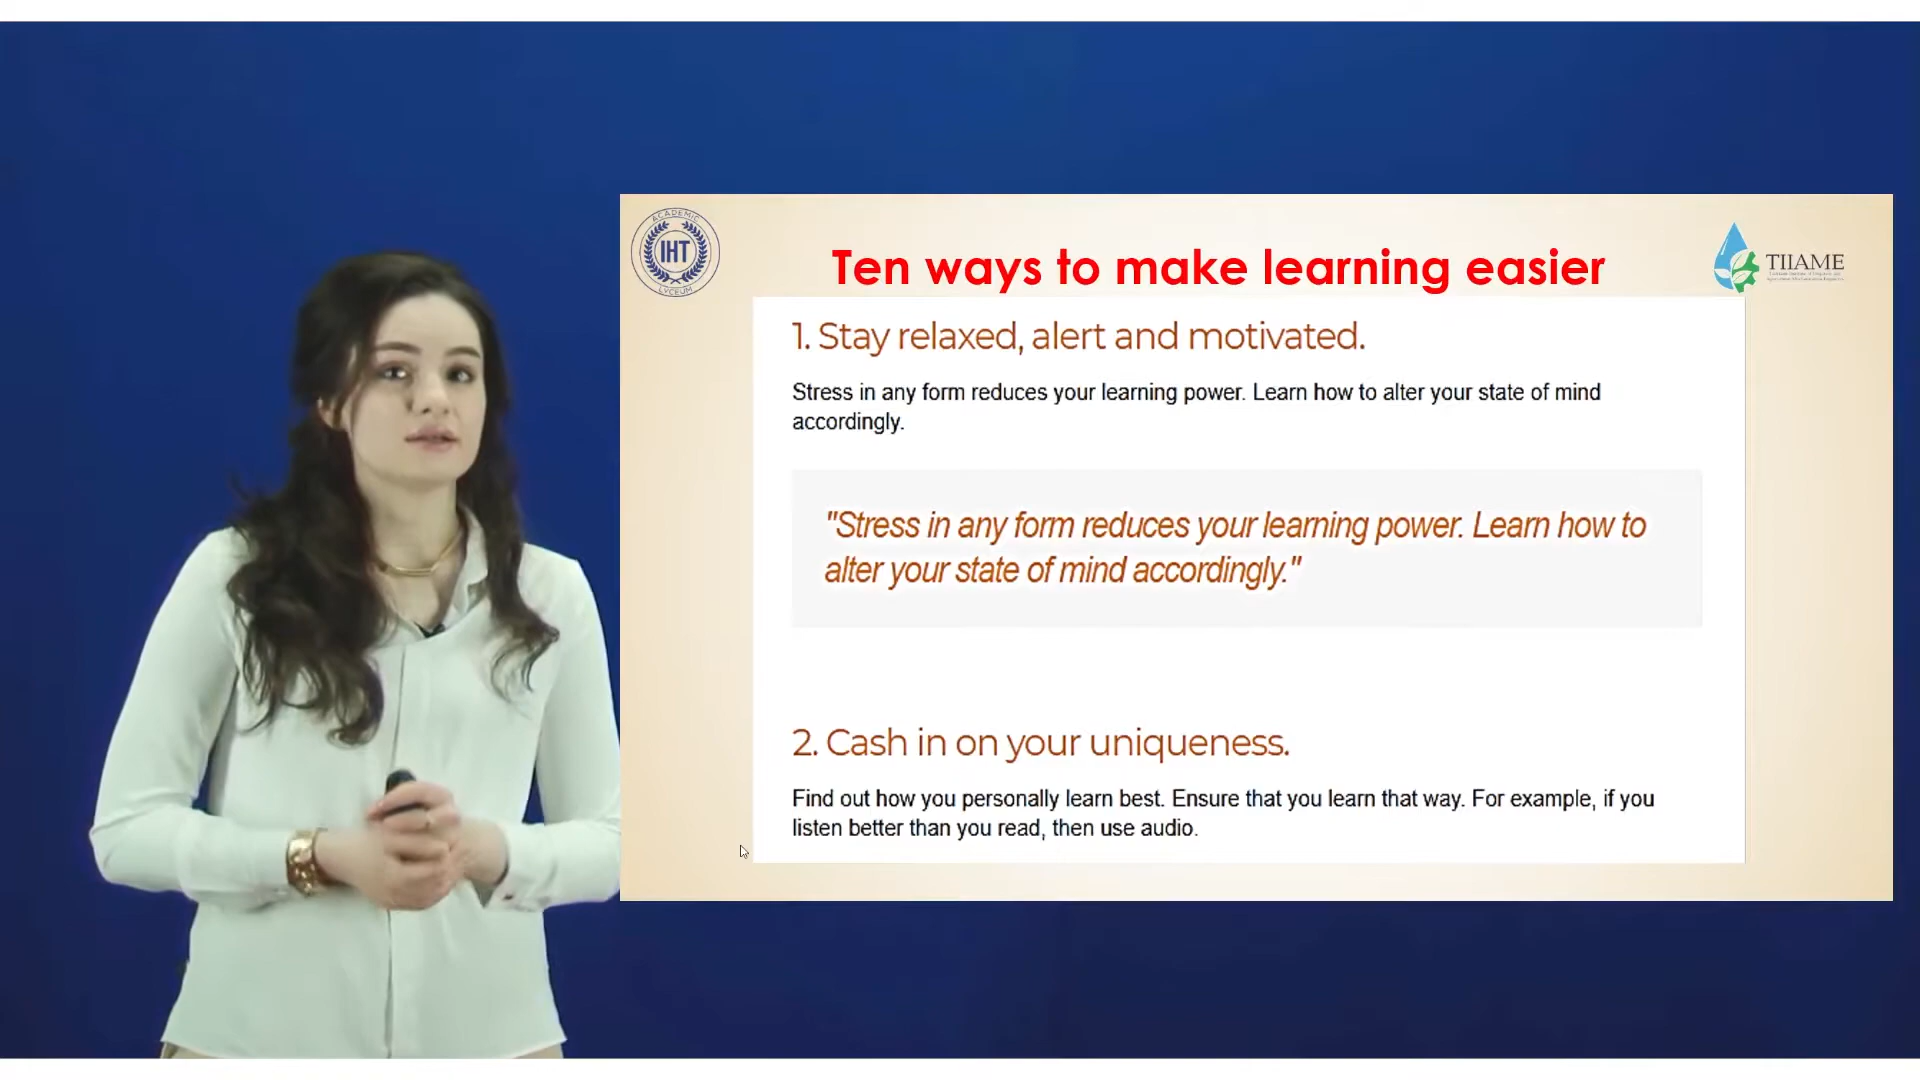 ACADEMIC
IHT
LYCEUM
Ten ways to make learning easier
TIIAME
1. Stay relaxed, alert and motivated.
Stress in any form reduces your learning power. Learn how to alter your state of mind
accordingly.
"Stress in any form reduces your learning power. Learn how to
alter your state of mind accordingly."
2. Cash in on your uniqueness.
Find out how you personally learn best. Ensure that you learn that way. For example, if you
listen better than you read, then use audio.